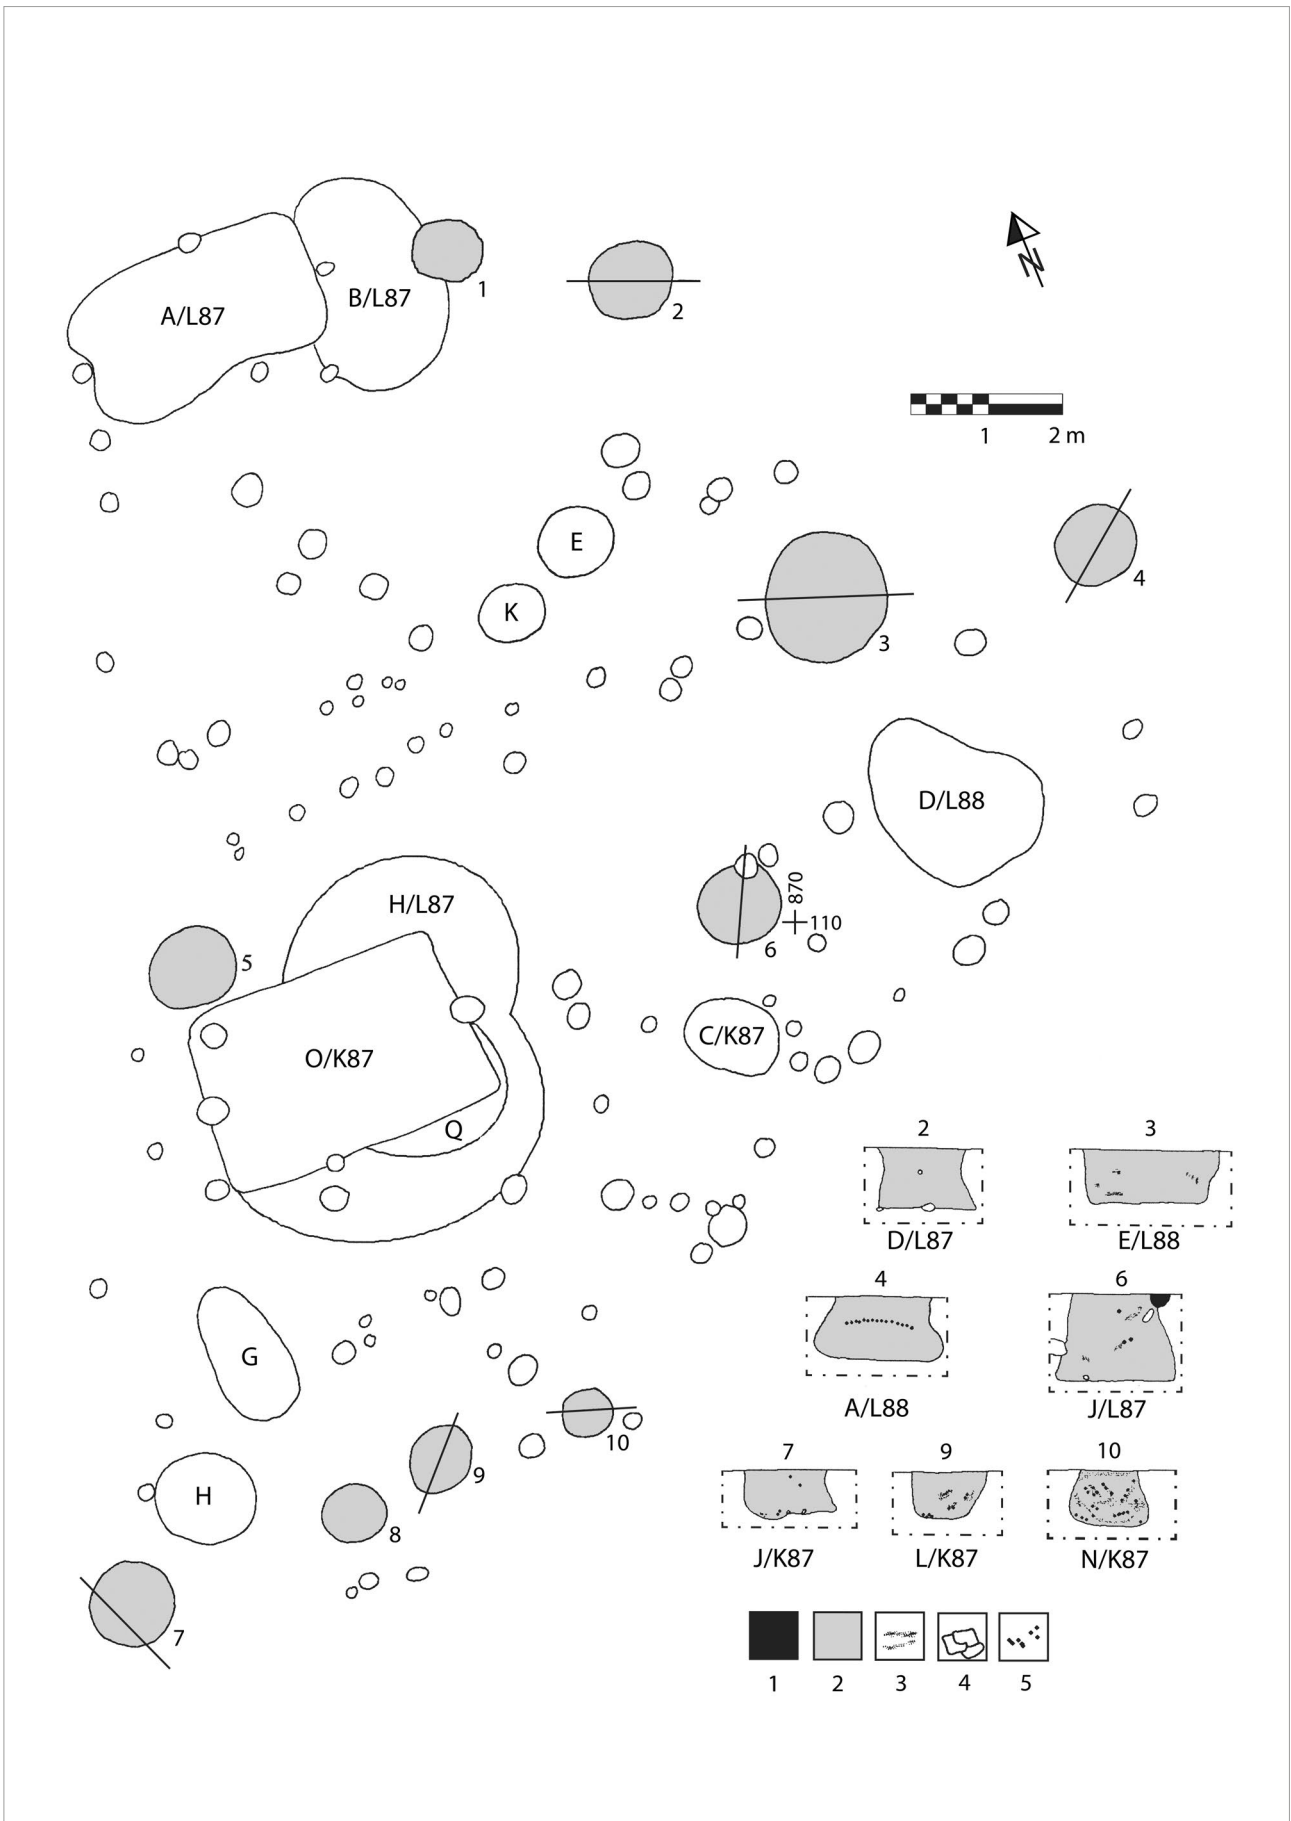 A/L87
B/L87
1
2
N
1 2 m
E
K
3
4
D/L88
H/L87
5
870
110
6
C/K87
O/K87
Q
2 3
D/L87 E/L88
4 6
A/L88 J/L87
G
10
9
8
H
7
7 9 10
J/K87 L/K87 N/K87
1 2 3 4 5